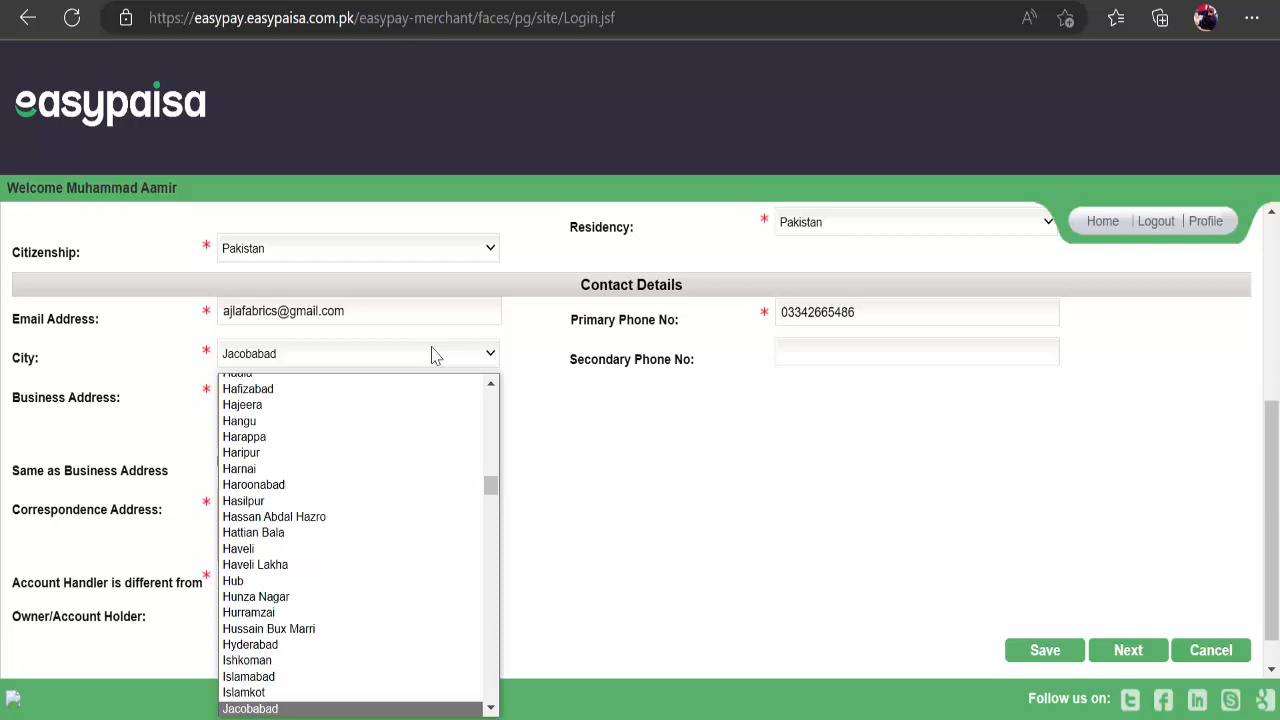 https://easypay.easypaisa.com.pk/easypay-merchant/faces/pg/site/Login.jsf
easypaisa
Welcome Muhammad Aamir
Home | Logout | Profile
Residency:
* Pakistan
Citizenship:
* Pakistan
Contact Details
Email Address:
* ajlafabrics@gmail.com
Primary Phone No:
* 03342665486
City:
* Jacobabad
Secondary Phone No:
Hafizabad
Hajeera
Hangu
Harappa
Haripur
Harnai
Haroonabad
Hasilpur
Hassan Abdal Hazro
Hattian Bala
Haveli
Haveli Lakha
Hub
Hunza Nagar
Hurramzai
Hussain Bux Marri
Hyderabad
Ishkoman
Islamabad
Islamkot
Jacobabad
Business Address: *
Same as Business Address
Correspondence Address: *
Account Handler is different from *
Owner/Account Holder:
Save
Next
Cancel
Follow us on: